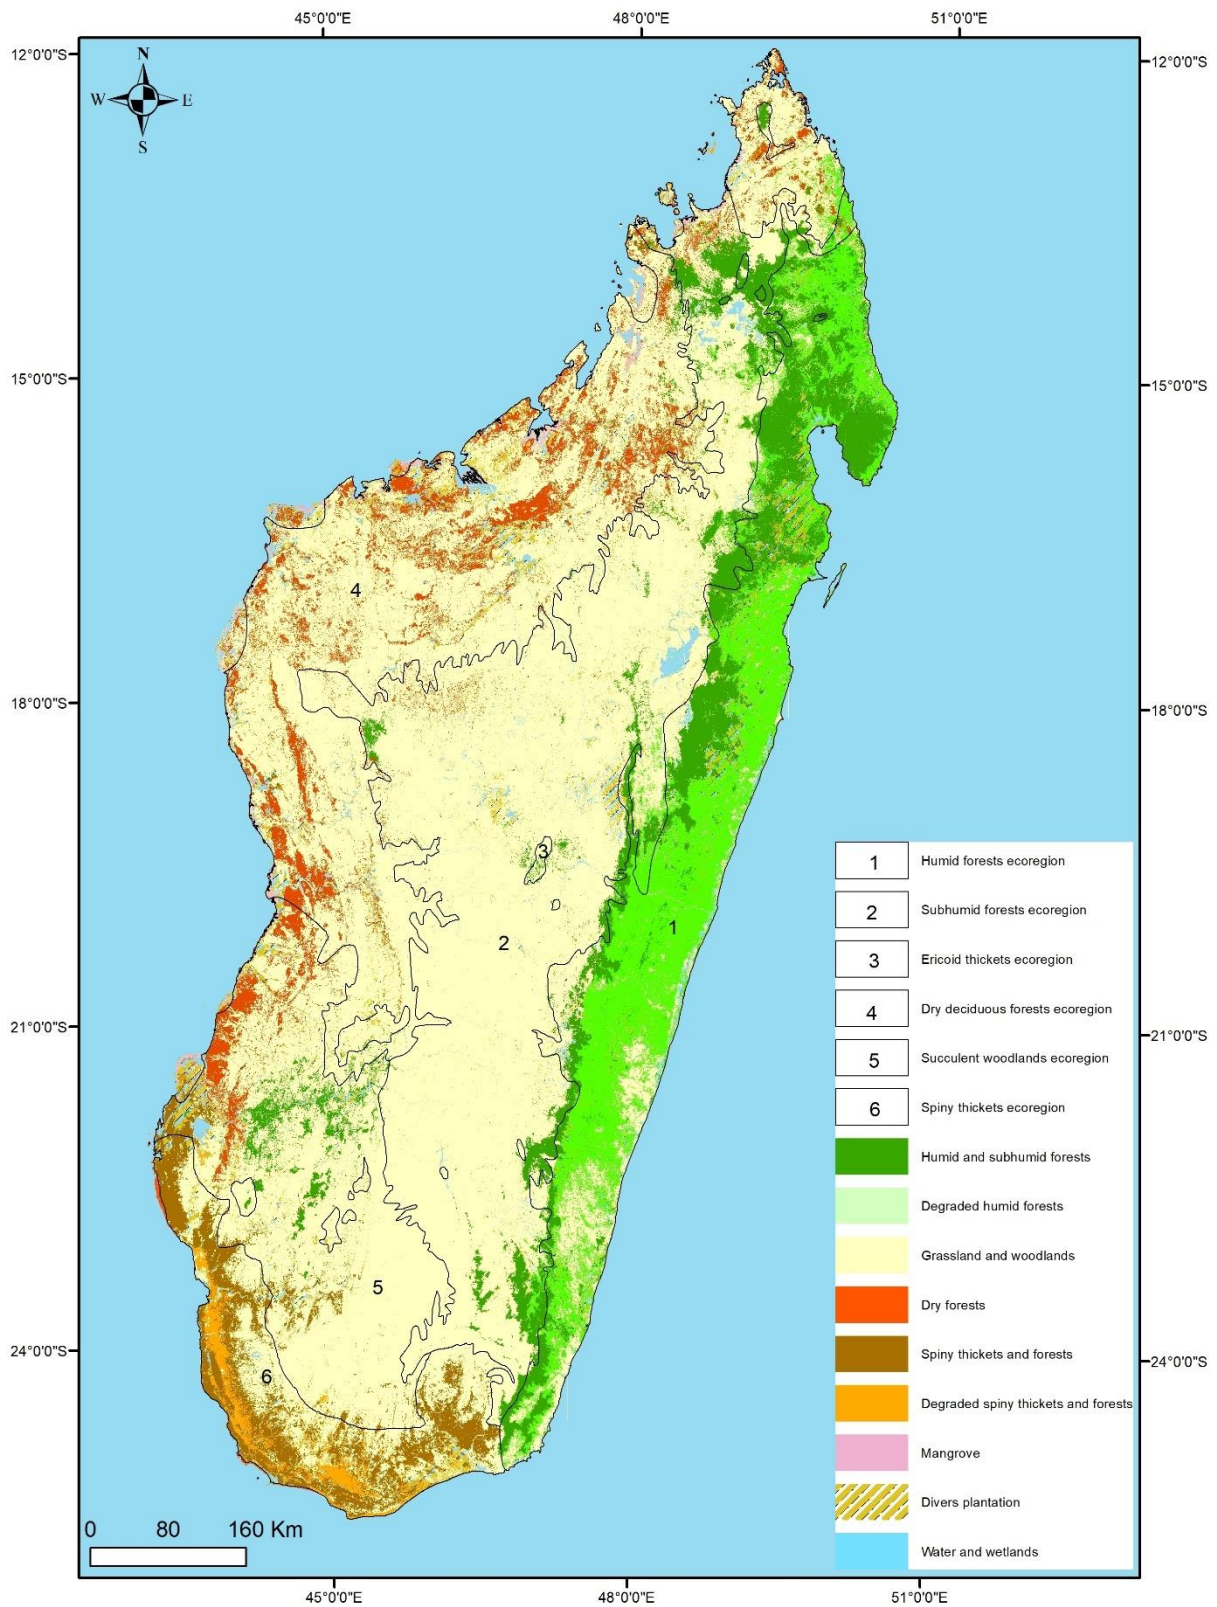 45°0'0"E 48°0'0"E 51°0'0"E
12°0'0"S 12°0'0"S
N
W E
S
15°0'0"S 15°0'0"S
4
18°0'0"S 18°0'0"S
3
1
2
21°0'0"S 21°0'0"S
5
24°0'0"S 24°0'0"S
6
1 Humid forests ecoregion
2 Subhumid forests ecoregion
3 Ericoid thickets ecoregion
4 Dry deciduous forests ecoregion
5 Succulent woodlands ecoregion
6 Spiny thickets ecoregion
Humid and subhumid forests
Degraded humid forests
Grassland and woodlands
Dry forests
Spiny thickets and forests
Degraded spiny thickets and forests
Mangrove
Divers plantation
Water and wetlands
0 80 160 Km
45°0'0"E 48°0'0"E 51°0'0"E